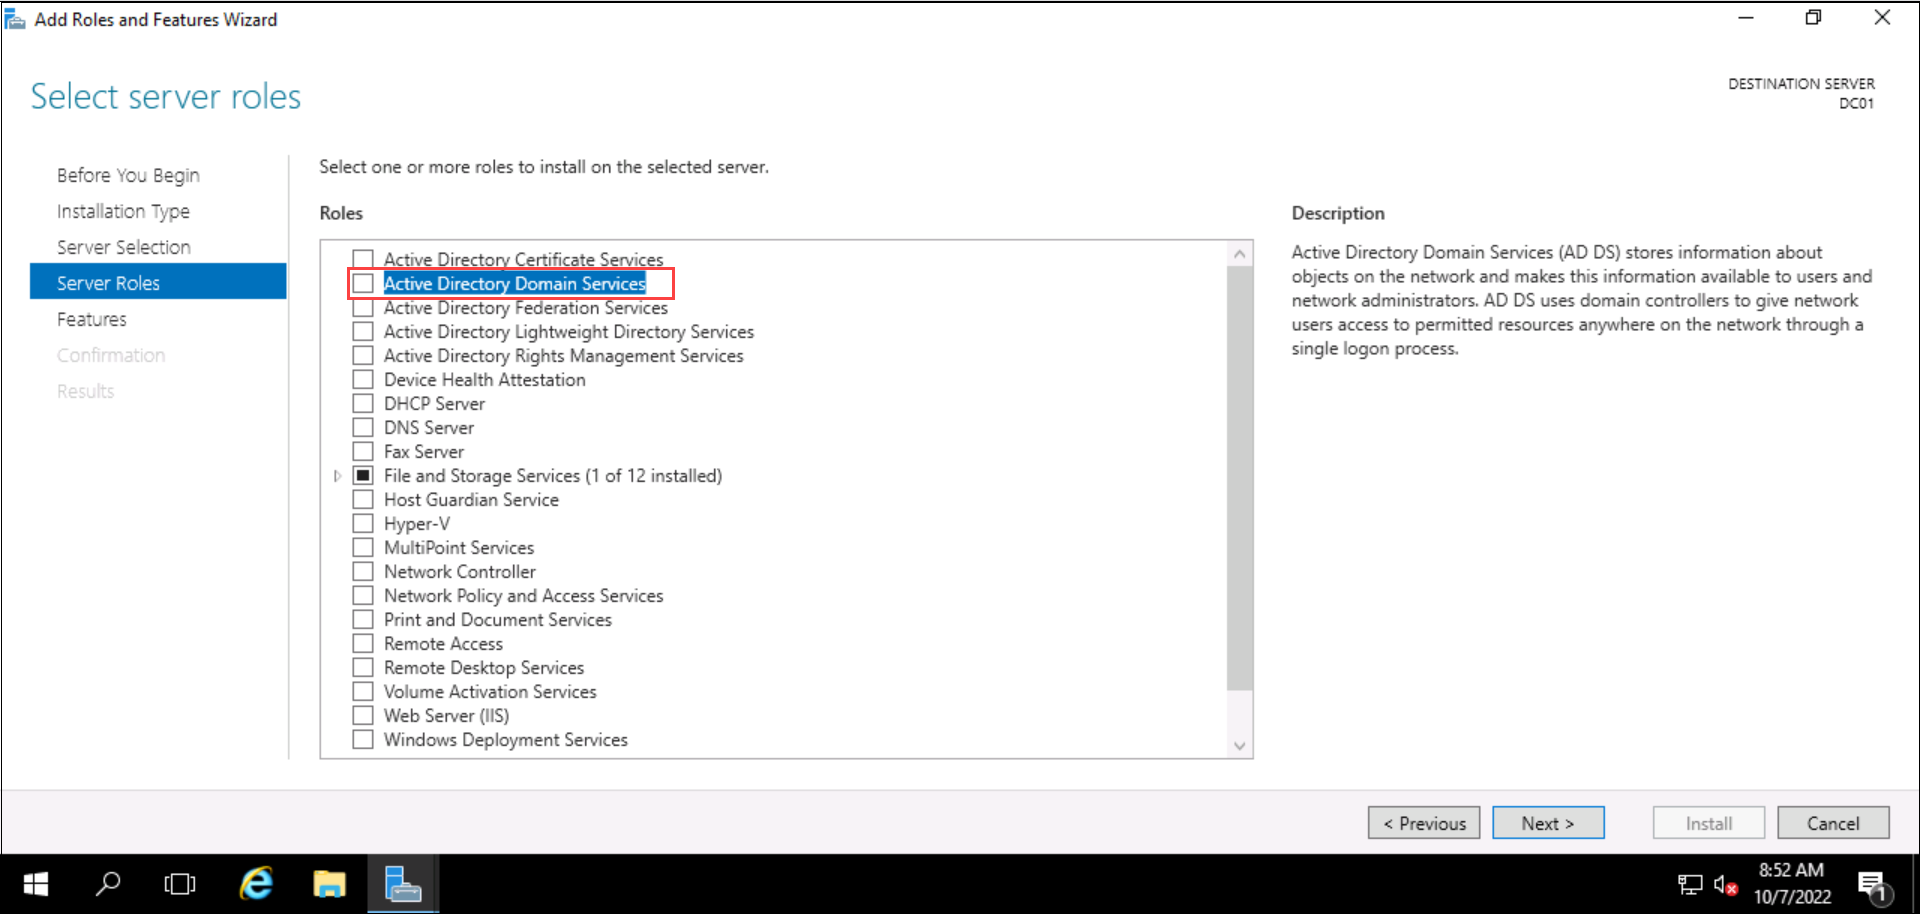 Add Roles and Features Wizard
Select server roles
DESTINATION SERVER
DC01
Before You Begin
Installation Type
Server Selection
Server Roles
Features
Confirmation
Results
Select one or more roles to install on the selected server.
Roles
Active Directory Certificate Services
Active Directory Domain Services
Active Directory Federation Services
Active Directory Lightweight Directory Services
Active Directory Rights Management Services
Device Health Attestation
DHCP Server
DNS Server
Fax Server
File and Storage Services (1 of 12 installed)
Host Guardian Service
Hyper-V
MultiPoint Services
Network Controller
Network Policy and Access Services
Print and Document Services
Remote Access
Remote Desktop Services
Volume Activation Services
Web Server (IIS)
Windows Deployment Services
Description
Active Directory Domain Services (AD DS) stores information about
objects on the network and makes this information available to users and
network administrators. AD DS uses domain controllers to give network
users access to permitted resources anywhere on the network through a
single logon process.
< Previous
Next >
Install
Cancel
8:52 AM
10/7/2022
1